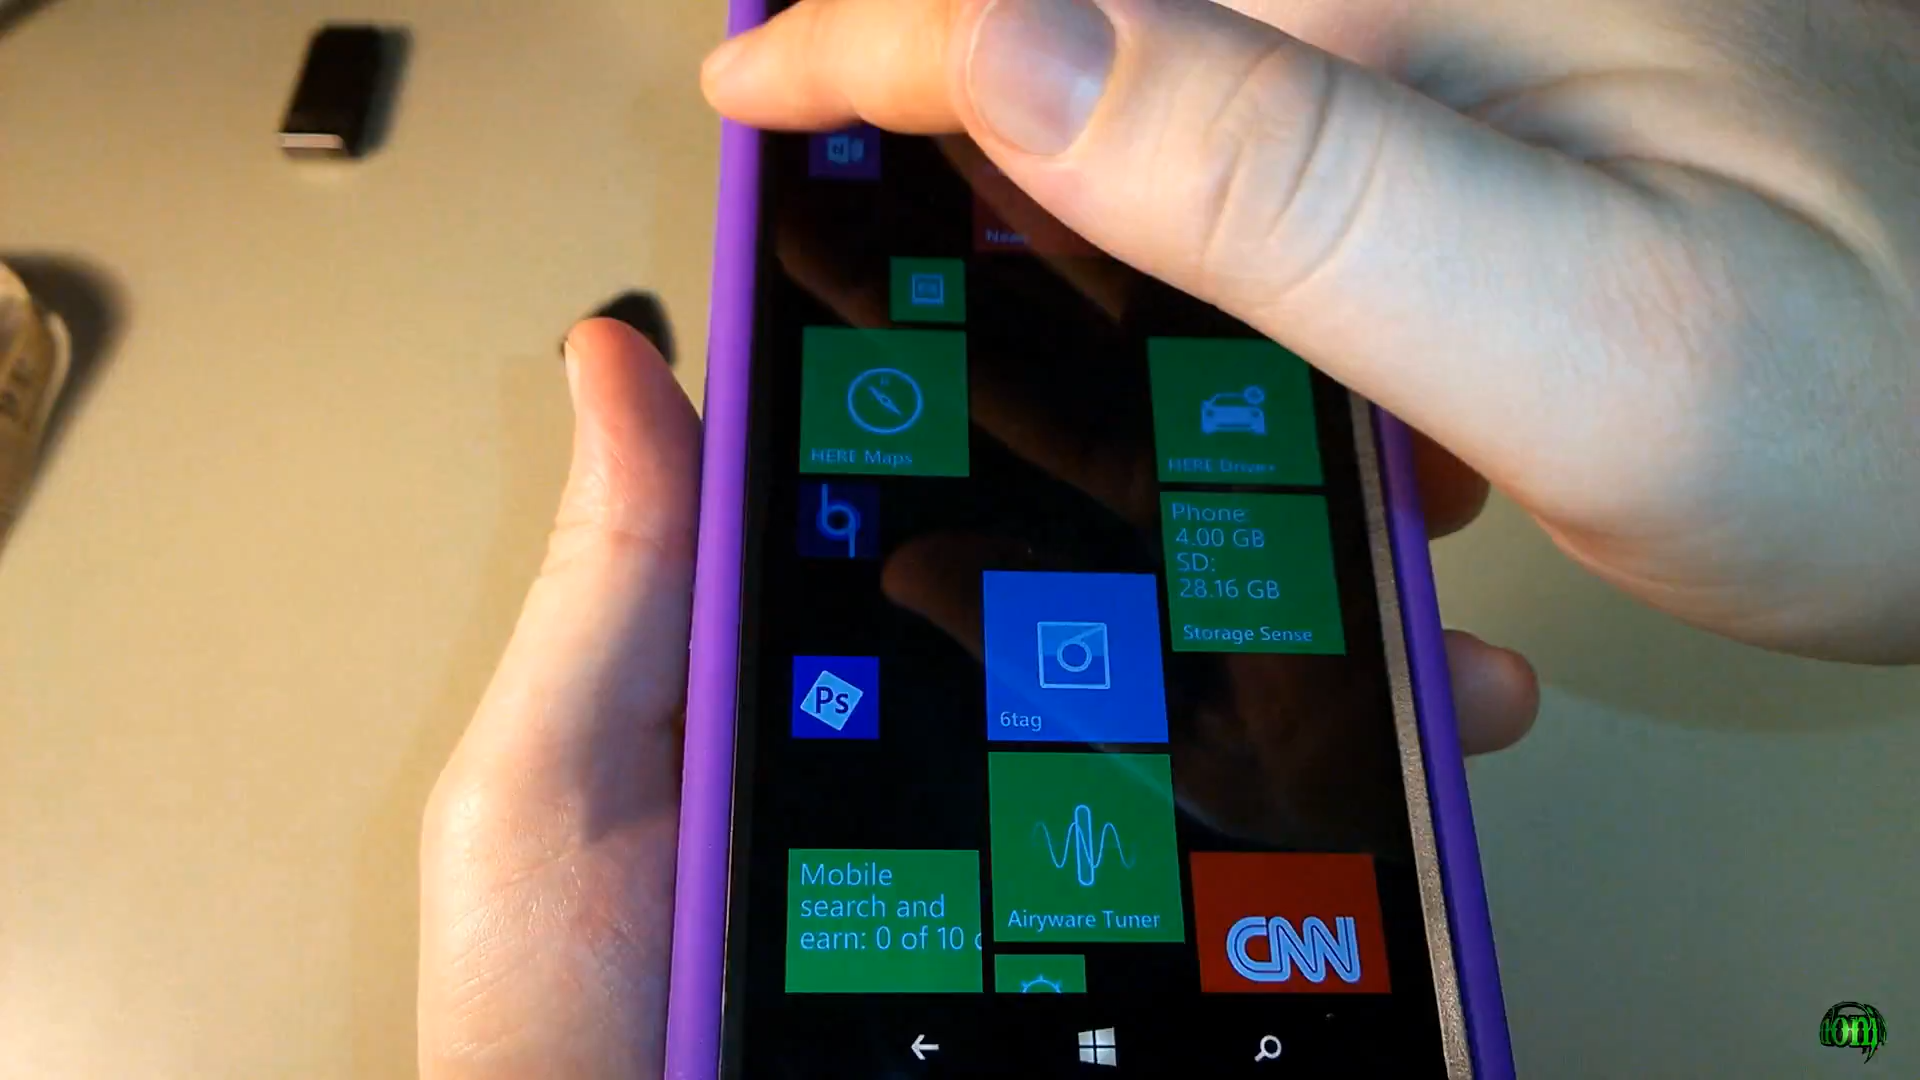 News
HERE Maps
HERE Drive+
Phone:
4.00 GB
SD:
28.16 GB
Storage Sense
6tag
Ps
Mobile
search and
earn: 0 of 10
Airyware Tuner
CNN